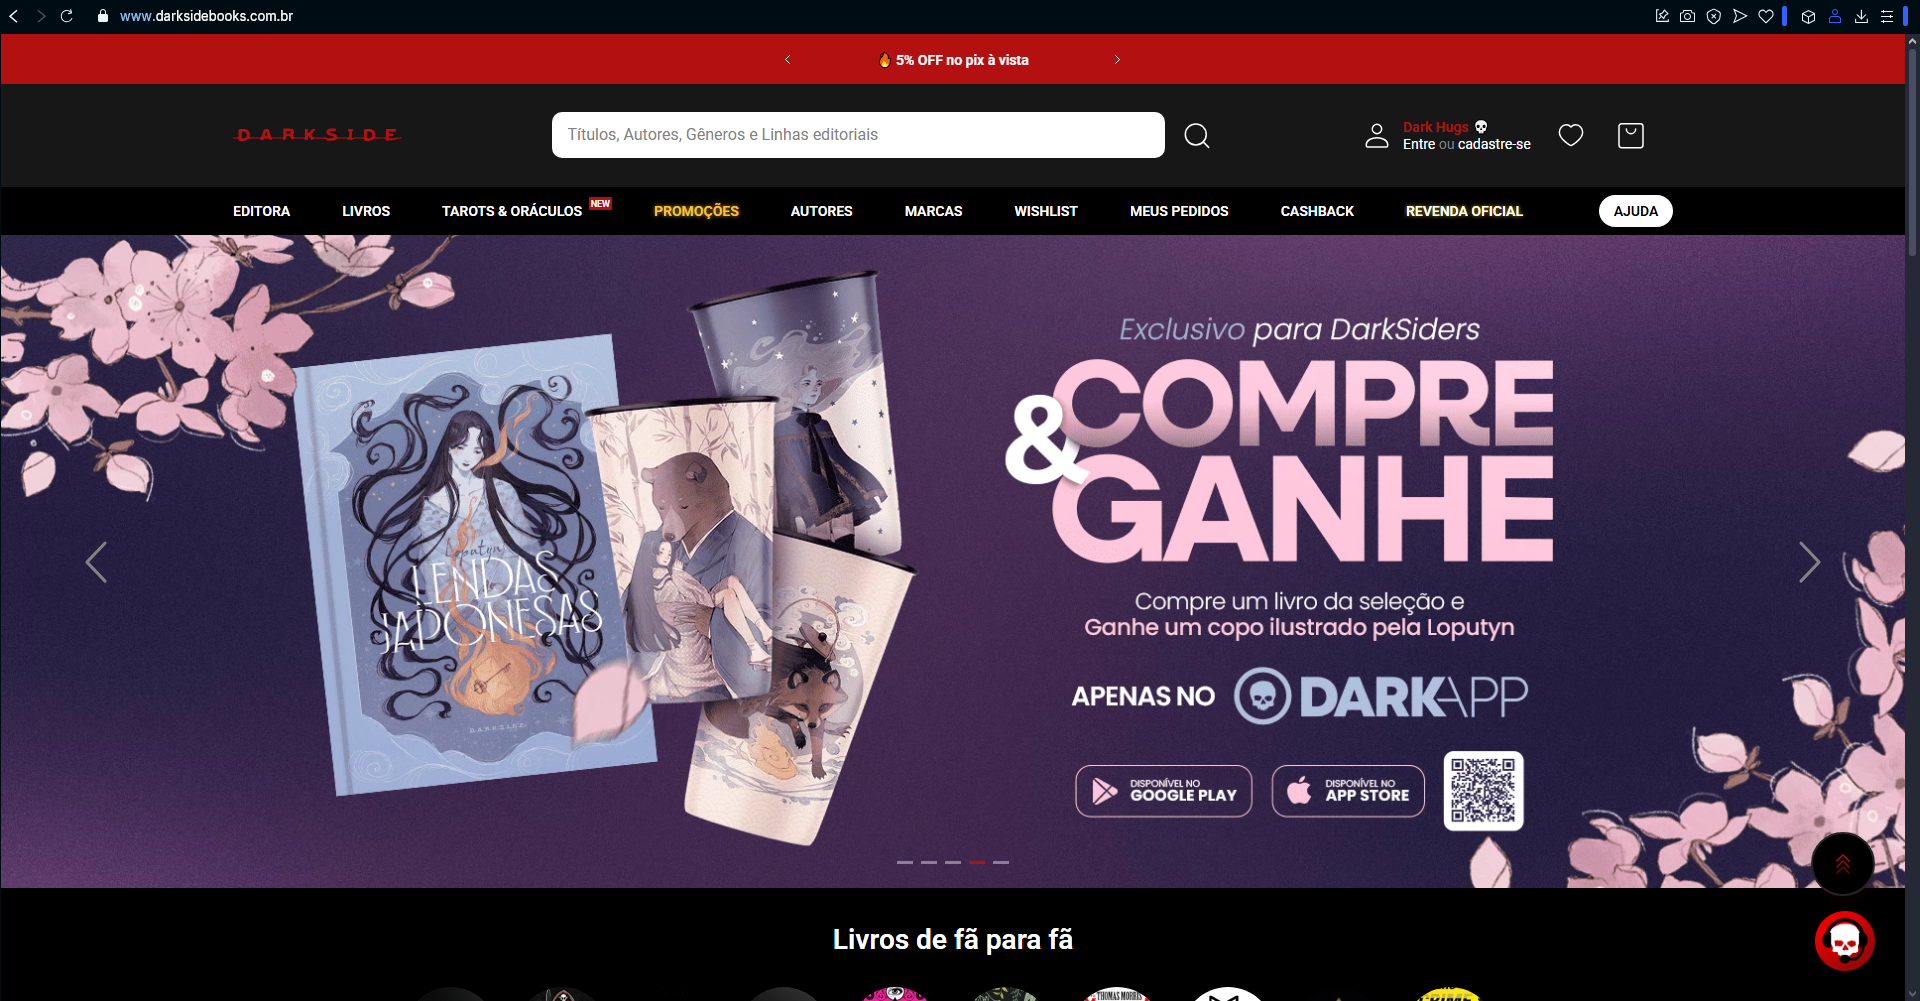 www.darksidebooks.com.br
5% OFF no pix à vista
DARKSIDE
Títulos, Autores, Gêneros e Linhas editoriais
Dark Hugs
Entre ou cadastre-se
EDITORA
LIVROS
TAROTS & ORÁCULOS
NEW
PROMOÇÕES
AUTORES
MARCAS
WISHLIST
MEUS PEDIDOS
CASHBACK
REVENDA OFICIAL
AJUDA
Loputyn
LENDAS
JAPONESAS
DARKSIDE
Exclusivo para DarkSiders
COMPRE
& GANHE
Compre um livro da seleção e
Ganhe um copo ilustrado pela Loputyn
APENAS NO
DARKAPP
DISPONÍVEL NO
GOOGLE PLAY
DISPONÍVEL NO
APP STORE
Livros de fã para fã
THOMAS MORRIS